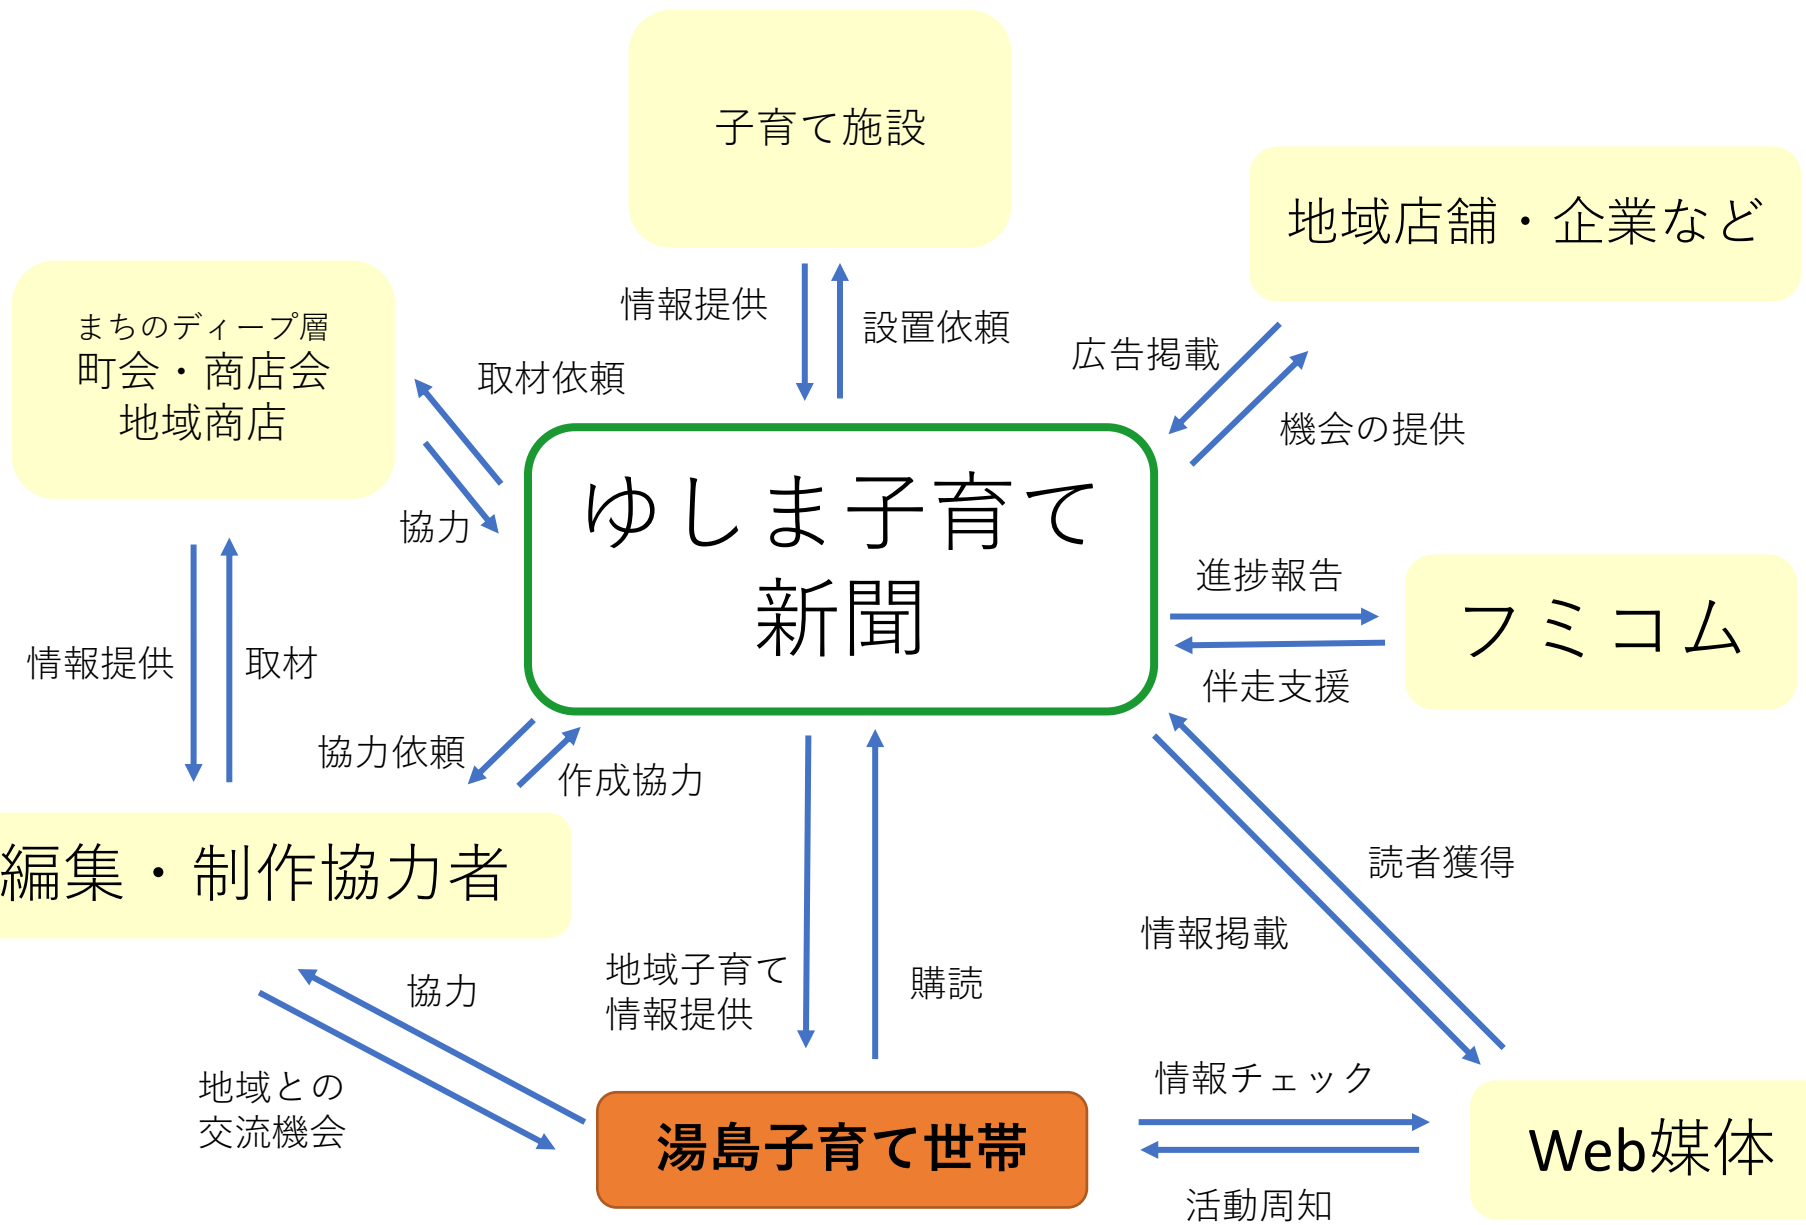 子育て施設
地域店舗・企業など
まちのディープ層
町会・商店会
地域商店
情報提供
設置依頼
広告掲載
機会の提供
取材依頼
協力
ゆしま子育て
新聞
進捗報告
伴走支援
フミコム
情報提供
取材
協力依頼
作成協力
編集・制作協力者
読者獲得
情報掲載
地域子育て
情報提供
購読
協力
地域との
交流機会
湯島子育て世帯
情報チェック
活動周知
Web媒体